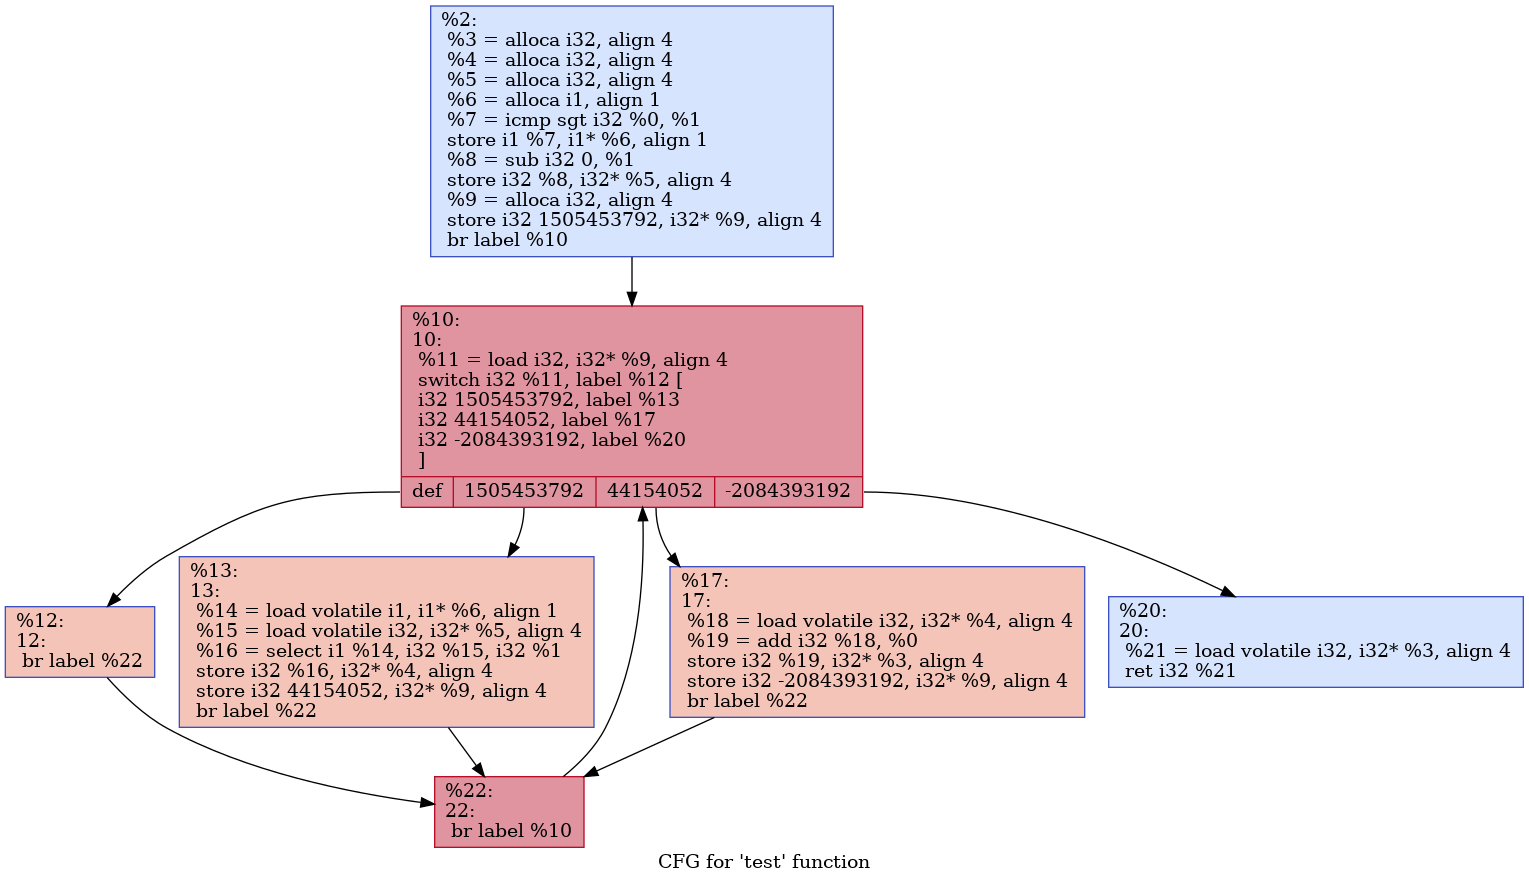 %2:
%3 = alloca i32, align 4
%4 = alloca i32, align 4
%5 = alloca i32, align 4
%6 = alloca i1, align 1
%7 = icmp sgt i32 %0, %1
store i1 %7, i1* %6, align 1
%8 = sub i32 0, %1
store i32 %8, i32* %5, align 4
%9 = alloca i32, align 4
store i32 1505453792, i32* %9, align 4
br label %10
%10:
10:
%11 = load i32, i32* %9, align 4
switch i32 %11, label %12 [
i32 1505453792, label %13
i32 44154052, label %17
i32 -2084393192, label %20
]
def 1505453792 44154052 -2084393192
%12:
12:
br label %22
%13:
13:
%14 = load volatile i1, i1* %6, align 1
%15 = load volatile i32, i32* %5, align 4
%16 = select i1 %14, i32 %15, i32 %1
store i32 %16, i32* %4, align 4
store i32 44154052, i32* %9, align 4
br label %22
%17:
17:
%18 = load volatile i32, i32* %4, align 4
%19 = add i32 %18, %0
store i32 %19, i32* %3, align 4
store i32 -2084393192, i32* %9, align 4
br label %22
%20:
20:
%21 = load volatile i32, i32* %3, align 4
ret i32 %21
%22:
22:
br label %10
CFG for 'test' function